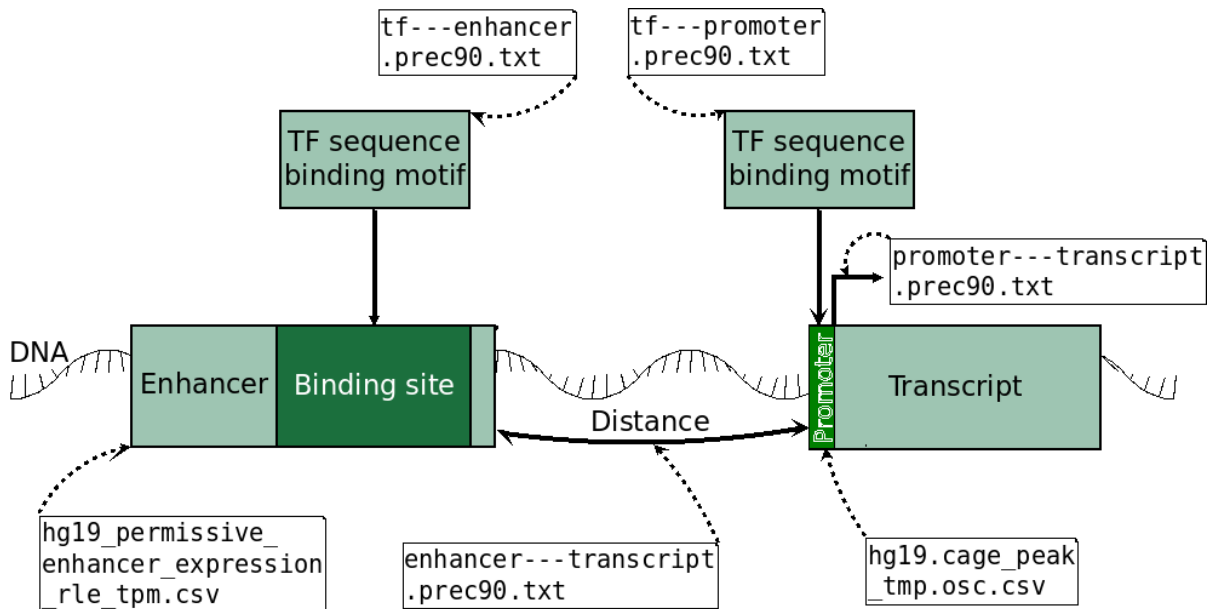 tf---enhancer
.prec90.txt
tf---promoter
.prec90.txt
TF sequence
binding motif
TF sequence
binding motif
promoter---transcript
.prec90.txt
DNA
Enhancer
Binding site
Distance
Promoter
Transcript
hg19_permissive_
enhancer_expression
_rle_tpm.csv
enhancer---transcript
.prec90.txt
hg19.cage_peak
_tmp.osc.csv